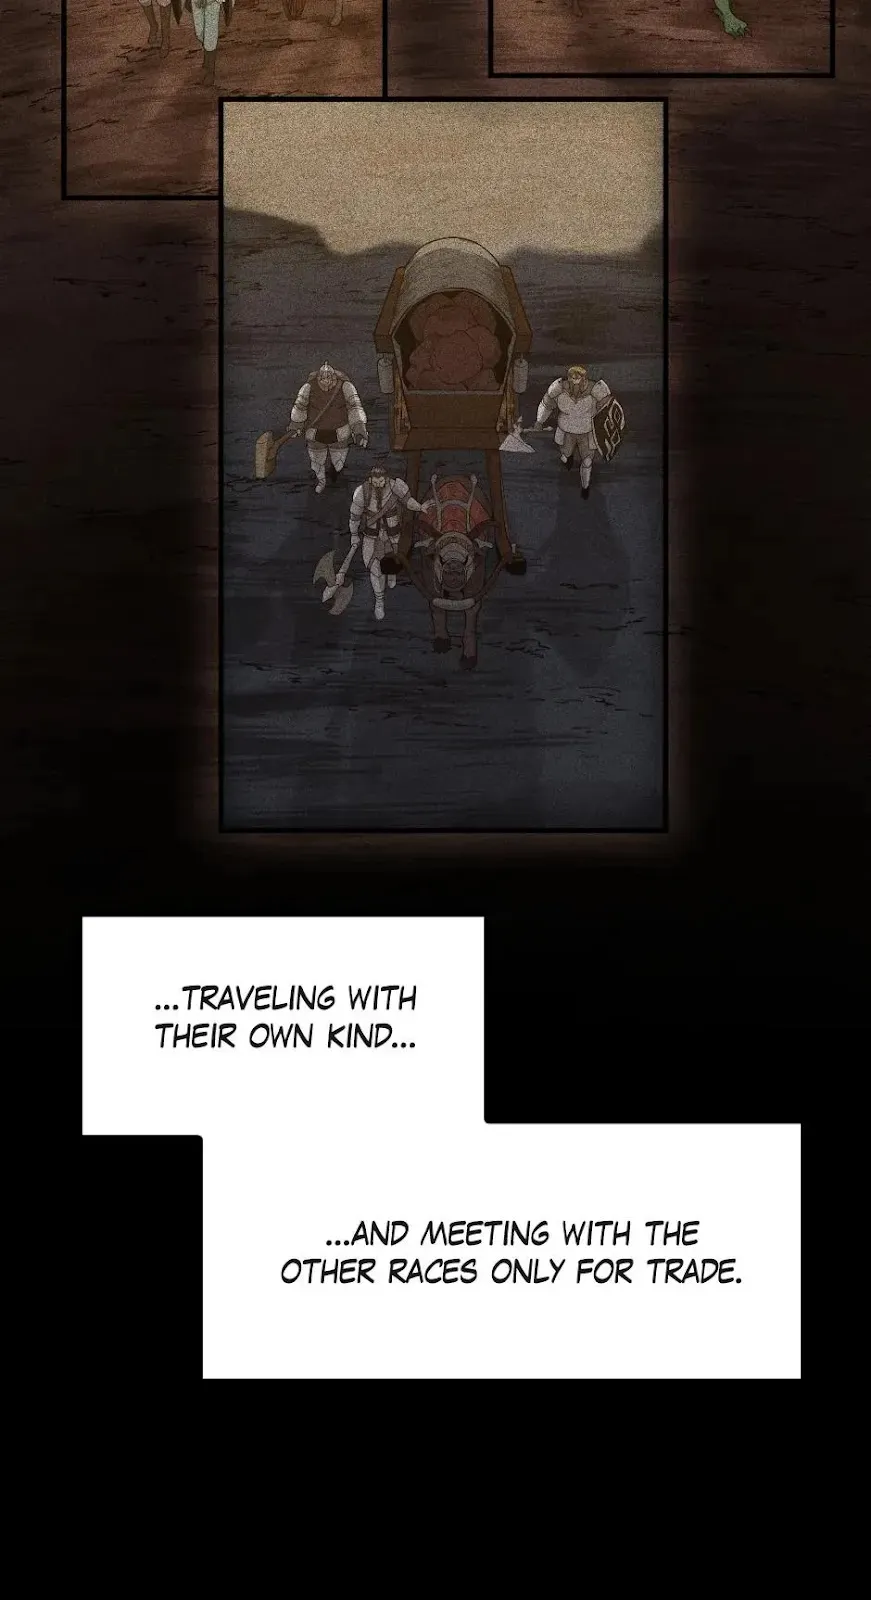 ...TRAVELING WITH
THEIR OWN KIND...
...AND MEETING WITH THE
OTHER RACES ONLY FOR TRADE.